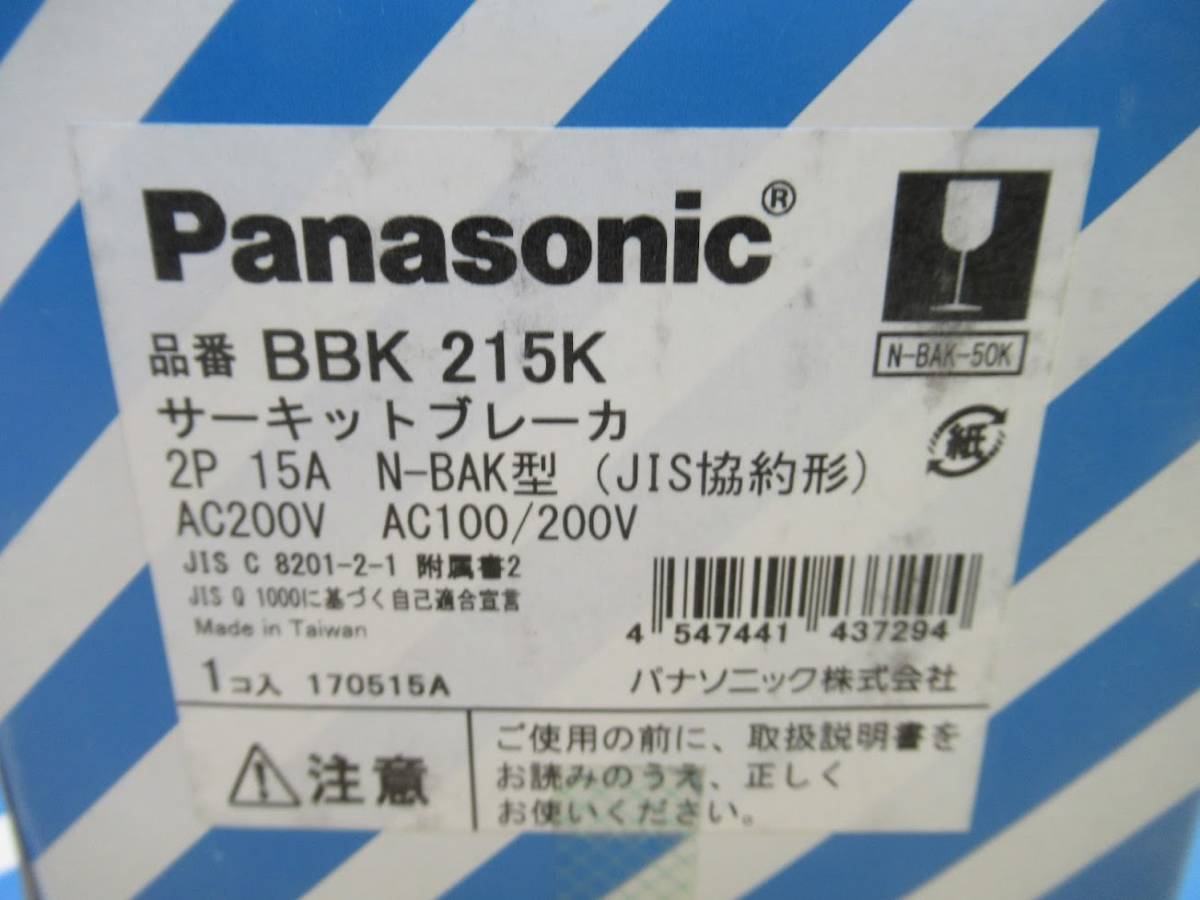 Panasonic®
品番 BBK 215K
N-BAK-50K
サーキットブレーカ
紙
2P 15A N-BAK型 (JIS協約形)
AC200V AC100/200V
JIS C 8201-2-1 附属書2
JIS Q 1000に基づく自己適合宣言
Made in Taiwan
4 547441 437294
1コ入 170515A
パナソニック株式会社
注意
ご使用の前に、取扱説明書を
お読みのうえ、正しく
お使いください。